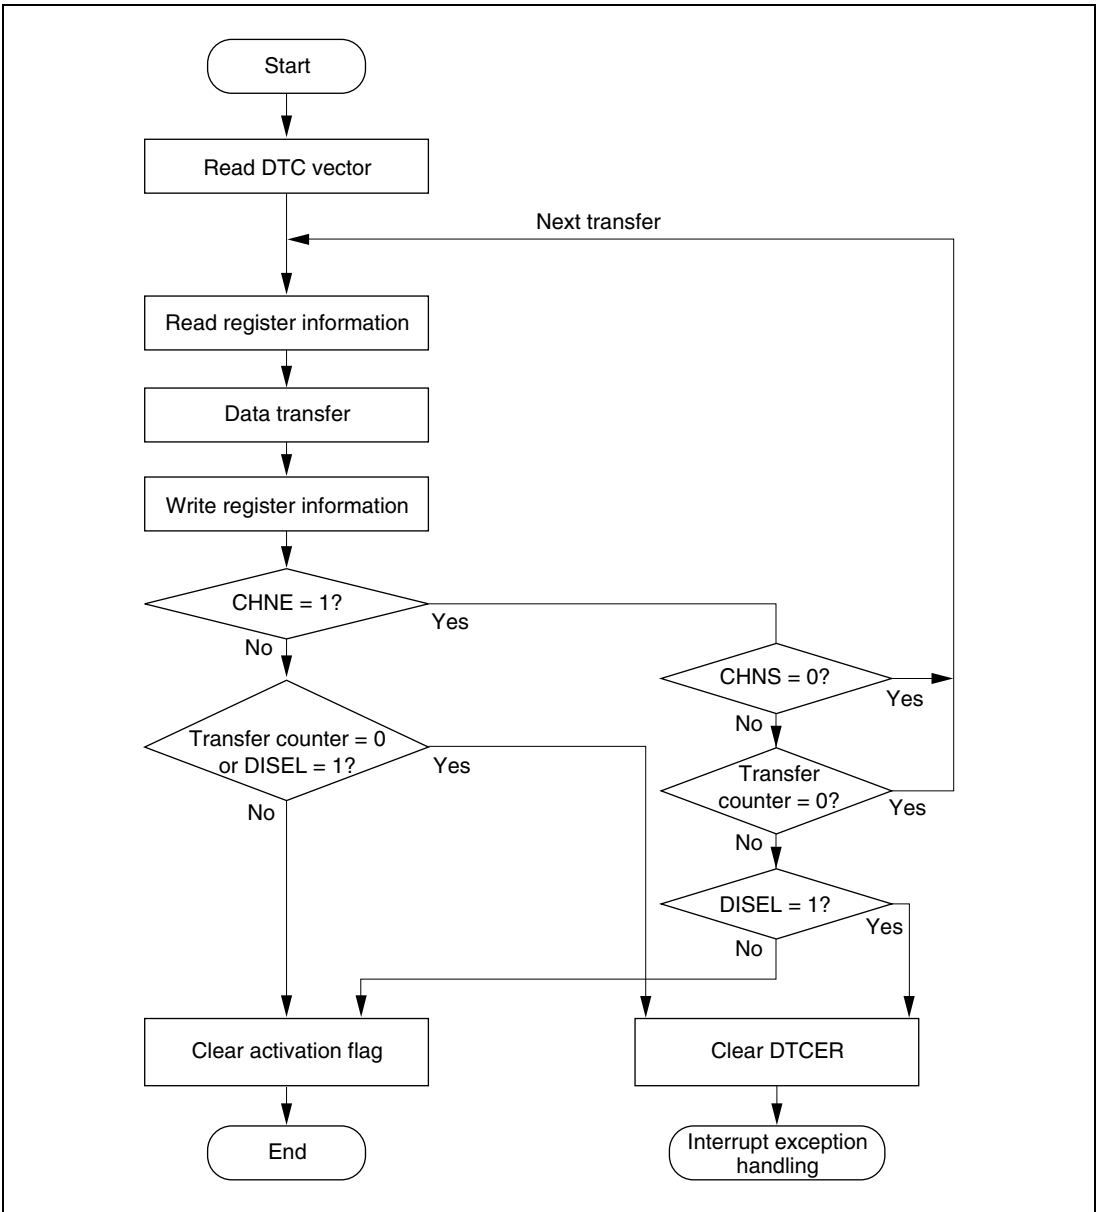 Start
Read DTC vector
Next transfer
Read register information
Data transfer
Write register information
CHNE = 1?
Yes
No
CHNS = 0?
Yes
No
Transfer counter = 0
or DISEL = 1?
Yes
No
Transfer
counter = 0?
Yes
No
DISEL = 1?
Yes
No
Clear activation flag
Clear DTCER
End
Interrupt exception
handling